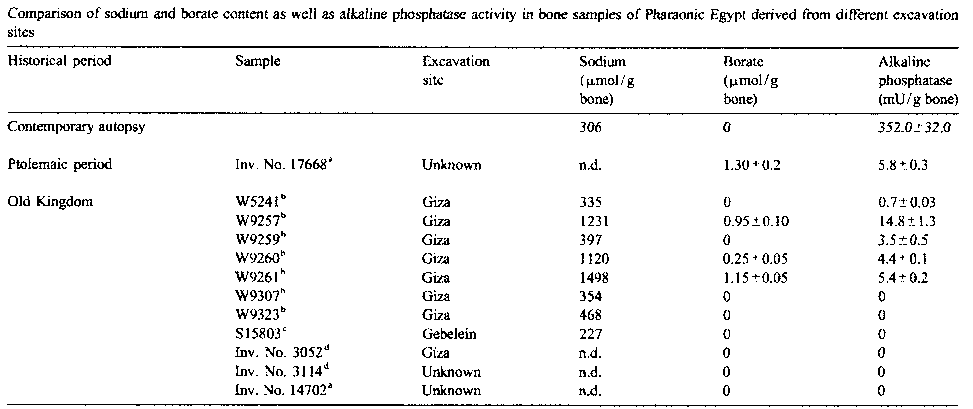 Comparison of sodium and borate content as well as alkaline phosphatase activity in bone samples of Pharaonic Egypt derived from different excavation
sites
Historical period Sample Excavation site Sodium (μmol/g bone) Borate (μmol/g bone) Alkaline phosphatase (mU/g bone)
Contemporary autopsy 306 0 352.0±32.0
Ptolemaic period Inv. No. 17668ᵃ Unknown n.d. 1.30±0.2 5.8±0.3
Old Kingdom W5241ᵇ Giza 335 0 0.7±0.03
W9257ᵇ Giza 1231 0.95±0.10 14.8±1.3
W9259ᵇ Giza 397 0 3.5±0.5
W9260ᵇ Giza 1120 0.25±0.05 4.4±0.1
W9261ᵇ Giza 1498 1.15±0.05 5.4±0.2
W9307ᵇ Giza 354 0 0
W9323ᵇ Giza 468 0 0
S15803ᶜ Gebelein 227 0 0
Inv. No. 3052ᵈ Giza n.d. 0 0
Inv. No. 3114ᵈ Unknown n.d. 0 0
Inv. No. 14702ᵃ Unknown n.d. 0 0